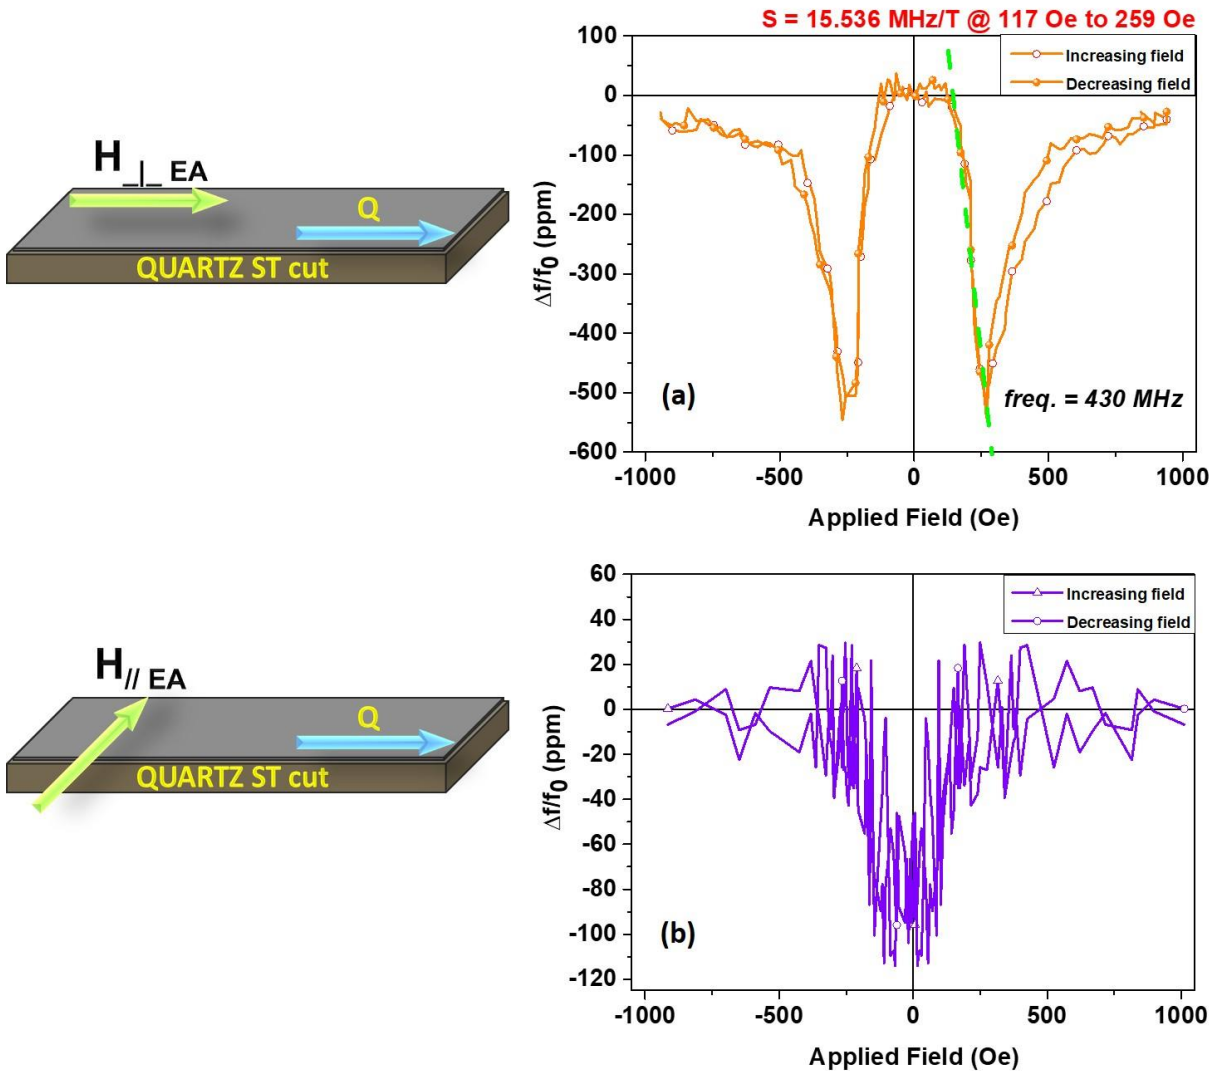 S = 15.536 MHz/T @ 117 Oe to 259 Oe
H_|_ EA
Q
QUARTZ ST cut
100
0
-100
-200
-300
-400
-500
-600
Δf/f0 (ppm)
Increasing field
Decreasing field
(a)
freq. = 430 MHz
-1000
-500
0
500
1000
Applied Field (Oe)
H// EA
Q
QUARTZ ST cut
60
40
20
0
-20
-40
-60
-80
-100
-120
Δf/f0 (ppm)
Increasing field
Decreasing field
(b)
-1000
-500
0
500
1000
Applied Field (Oe)